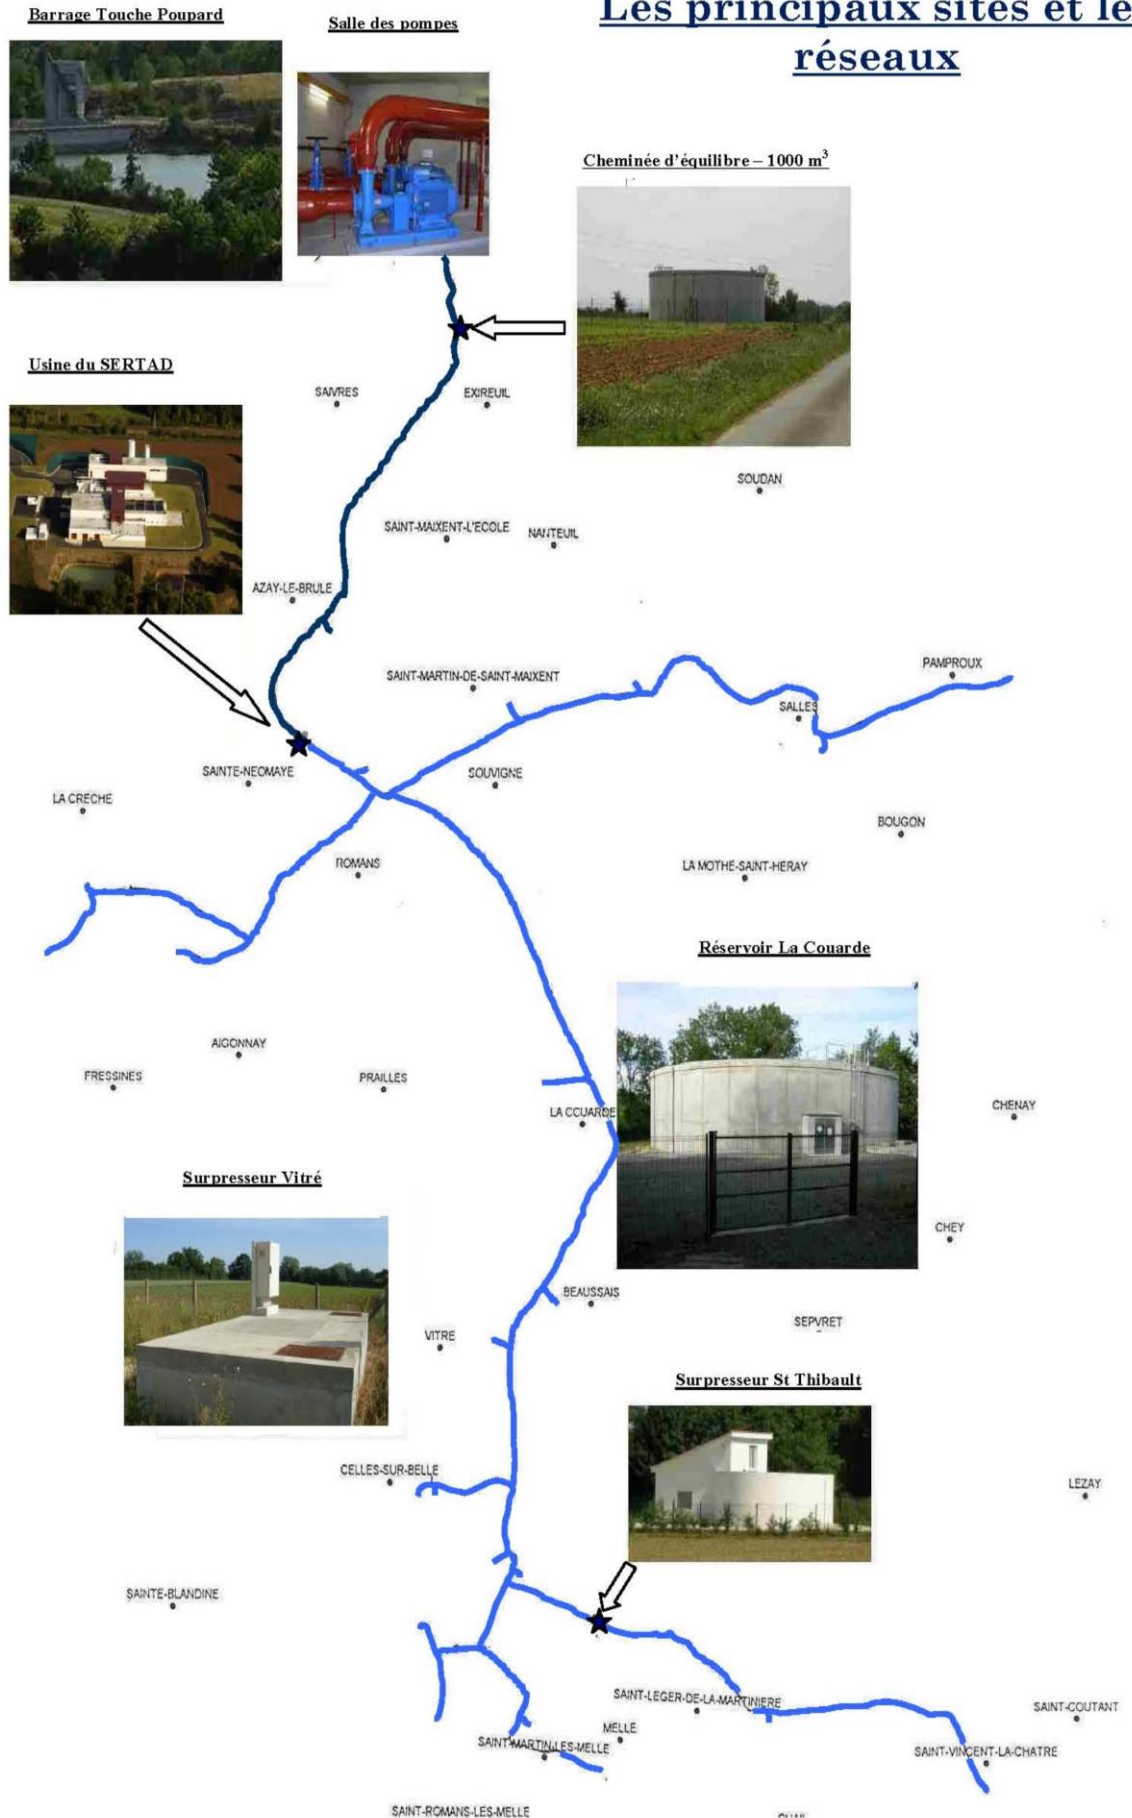 Barrage Touche Poupard
Salle des pompes
Les principaux sites et le
réseaux
Cheminée d'équilibre – 1000 m³
Usine du SERTAD
SAIVRES
EXIREUIL
SOUDAN
SAINT-MAIXENT-L'ECOLE
NANTEUIL
AZAY-LE-BRULE
SAINT-MARTIN-DE-SAINT-MAIXENT
PAMPROUX
SALLES
SAINTE-NEOMAYE
SOUVIGNE
LA CRECHE
BOUGON
ROMANS
LA MOTHE-SAINT-HERAY
Réservoir La Couarde
AIGONNAY
FRESSINES
PRAILLES
LA COUARDE
CHENAY
Surpresseur Vitré
CHEY
BEAUSSAIS
SEPVRET
VITRE
Surpresseur St Thibault
CELLES-SUR-BELLE
LEZAY
SAINTE-BLANDINE
SAINT-LEGER-DE-LA-MARTINIERE
SAINT-COUTANT
MELLE
SAINT-MARTIN-LES-MELLE
SAINT-VINCENT-LA-CHATRE
SAINT-ROMANS-LES-MELLE